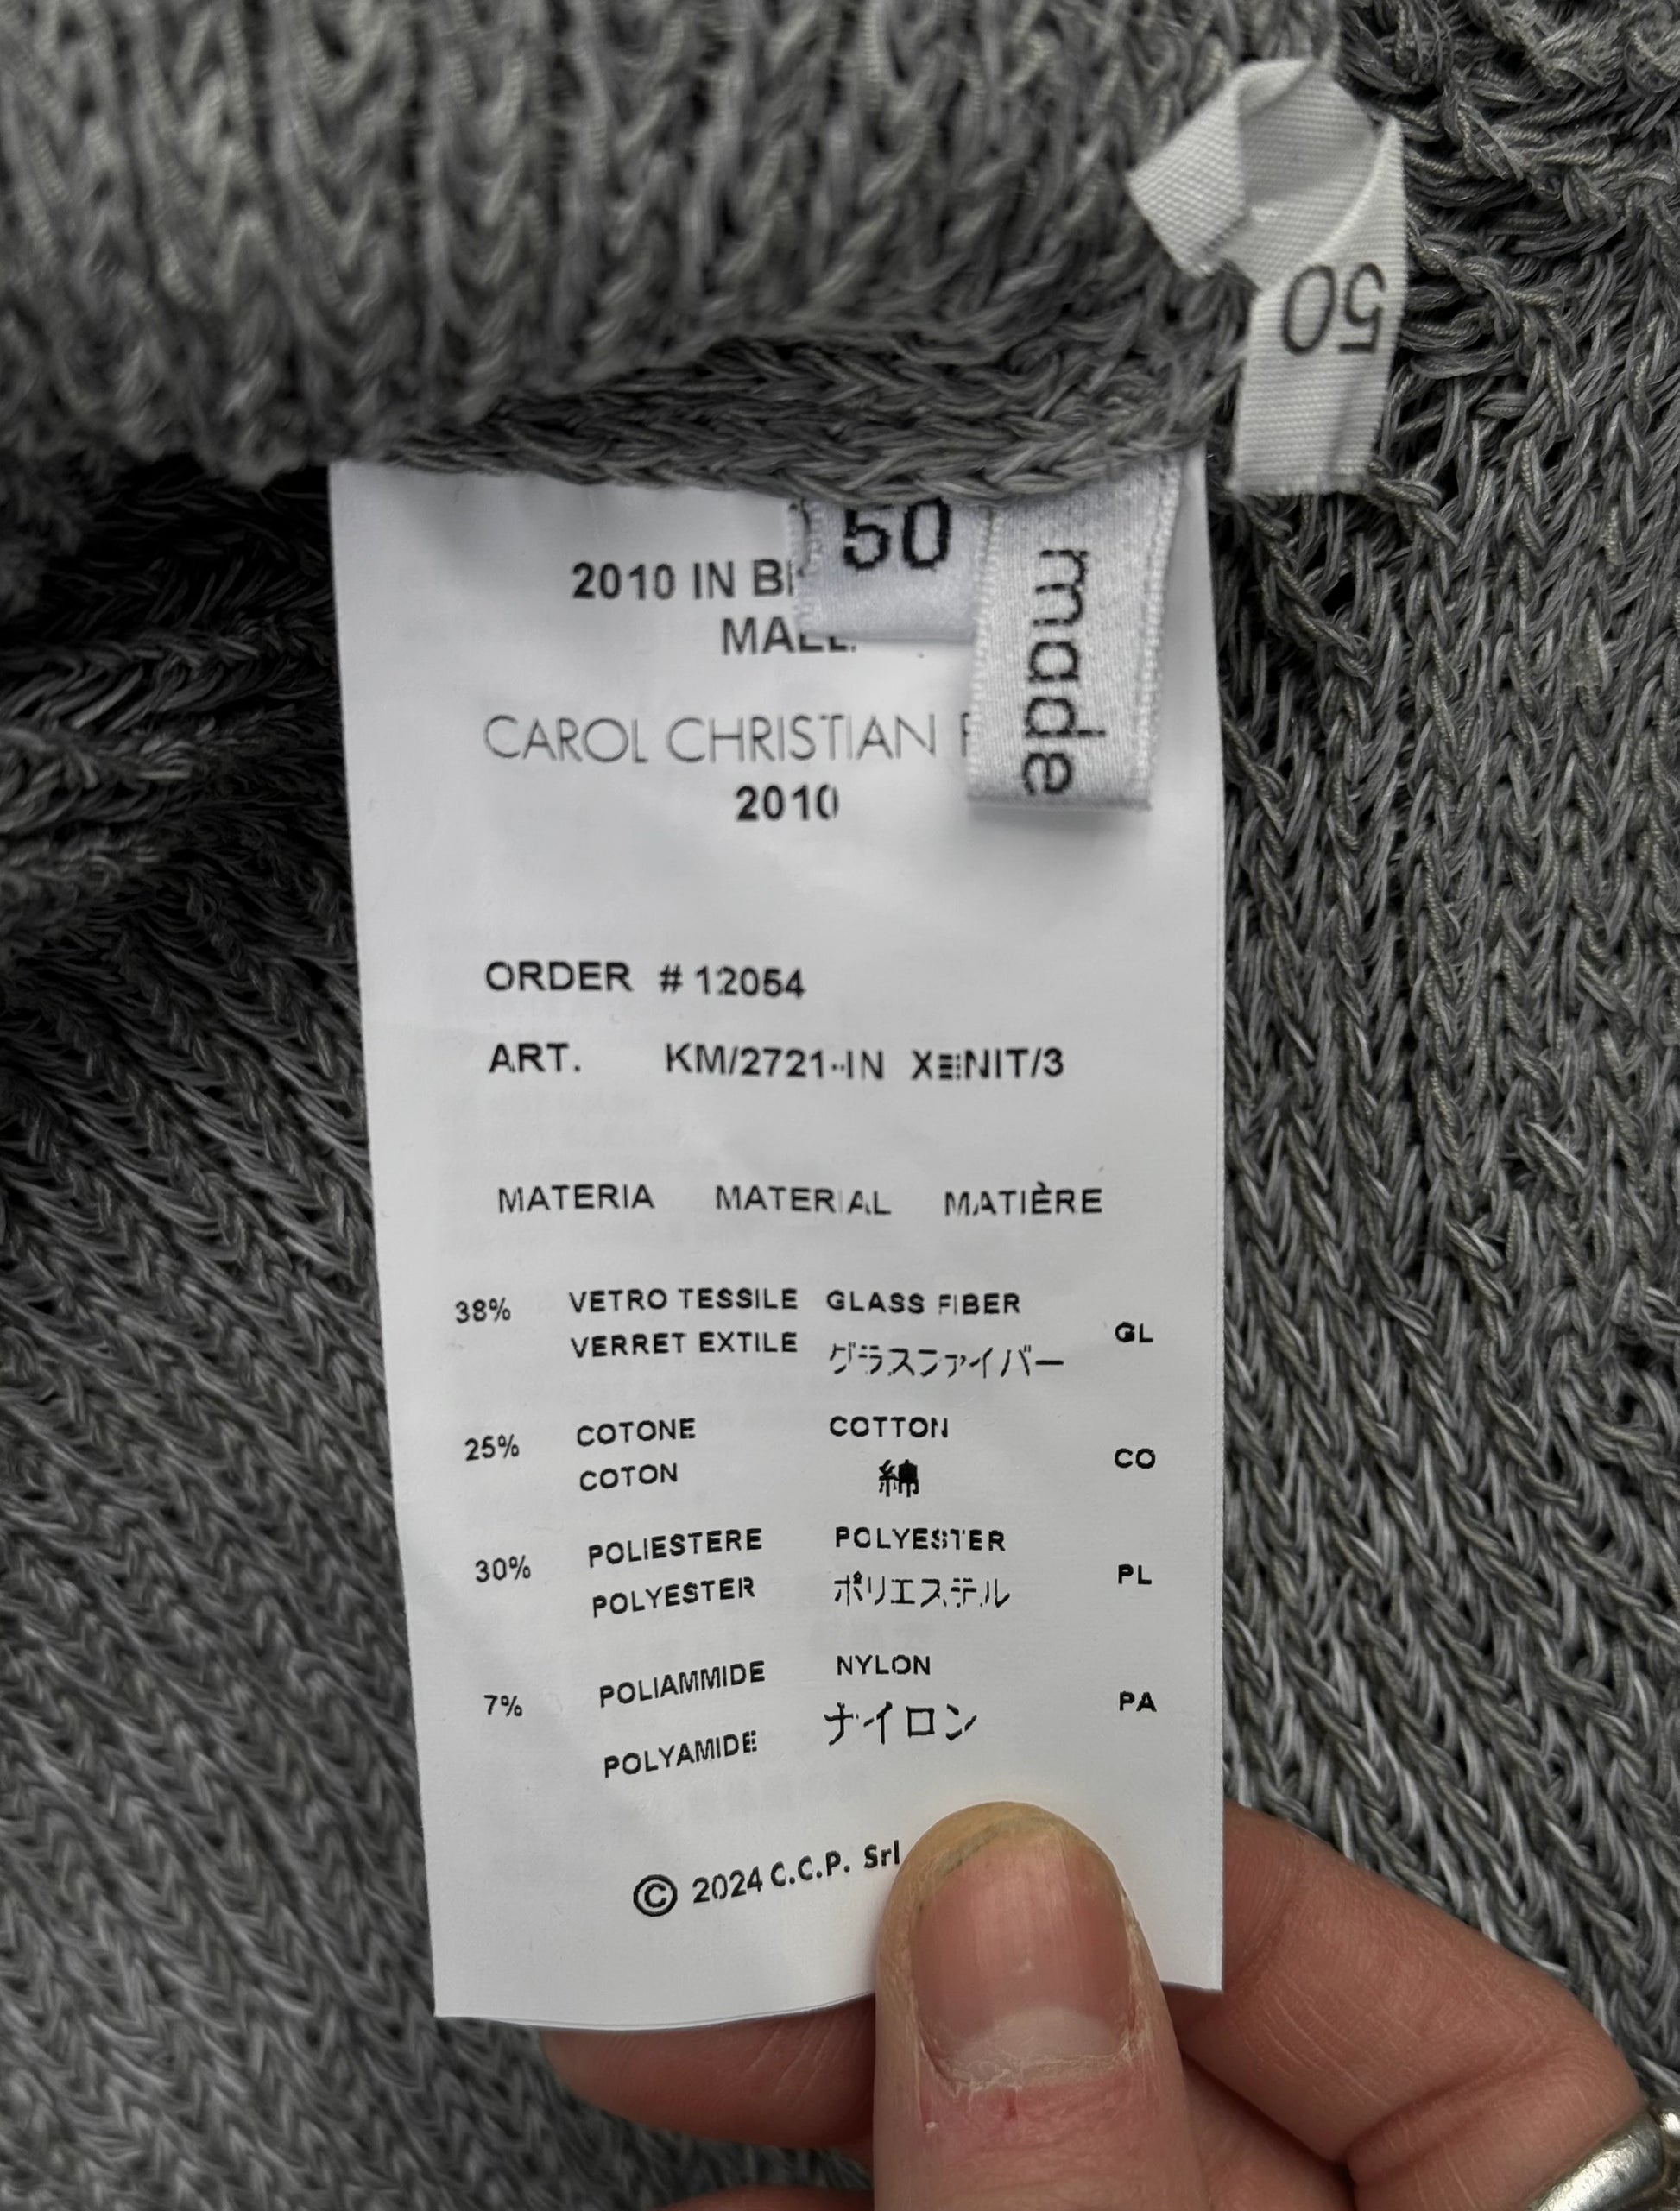 50
50
made
2010 IN
MALE
CAROL CHRISTIAN
2010
ORDER # 12054
ART. KM/2721-IN XENIT/3
MATERIA MATERIAL MATIÈRE
38% VETRO TESSILE GLASS FIBER GL
VERRET EXTILE グラスファイバー
25% COTONE COTTON CO
COTON 綿
30% POLIESTERE POLYESTER PL
POLYESTER ポリエステル
7% POLIAMMIDE NYLON PA
POLYAMIDE ナイロン
© 2024 C.C.P. Srl